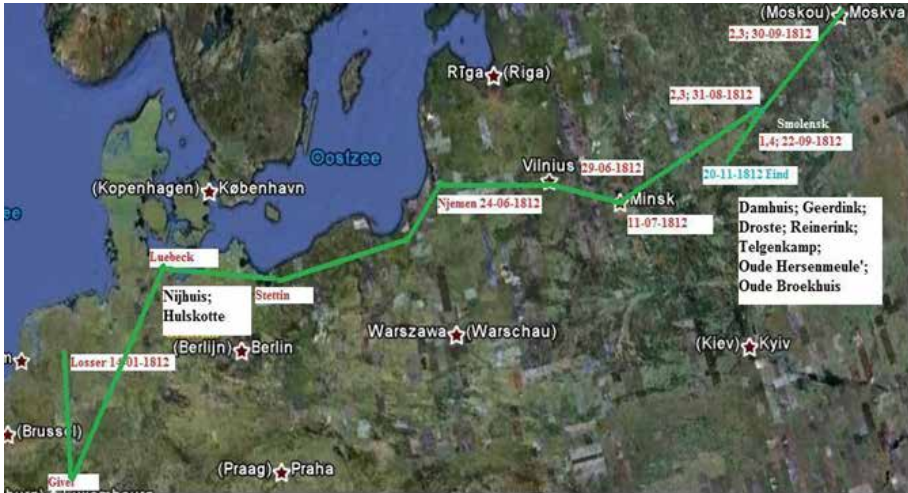 (Moskou) Moskva
2,3; 30-09-1812
Rīga (Riga)
2,3; 31-08-1812
Smolensk
1,4; 22-09-1812
Oostzee
Vilnius
29-06-1812
20-11-1812 Eind
(Kopenhagen) København
Njemen 24-06-1812
Minsk
11-07-1812
Damhuis; Geerdink;
Droste; Reinerink;
Telgenkamp;
Oude Hersenmeule';
Oude Broekhuis
Luebeck
Stettin
Nijhuis;
Hulskotte
Warszawa (Warschau)
(Kiev) Kyiv
(Berlijn) Berlin
Losser 14-01-1812
(Brussel)
(Praag) Praha